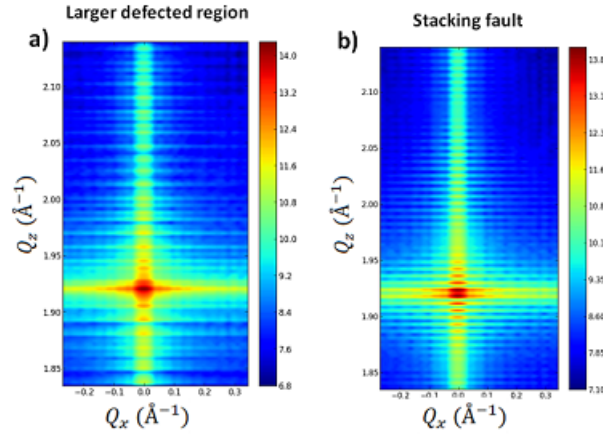 Larger defected region
Stacking fault
a)
b)
14.0
13.2
12.4
11.6
10.8
10.0
9.2
8.4
7.6
6.8
2.10
2.05
2.00
1.95
1.90
1.85
Qz (Å⁻¹)
−0.2 −0.1 0.0 0.1 0.2 0.3
Qx (Å⁻¹)
2.10
2.05
2.00
1.95
1.90
1.85
Qz (Å⁻¹)
−0.2 −0.1 0.0 0.1 0.2 0.3
Qx (Å⁻¹)
7.10